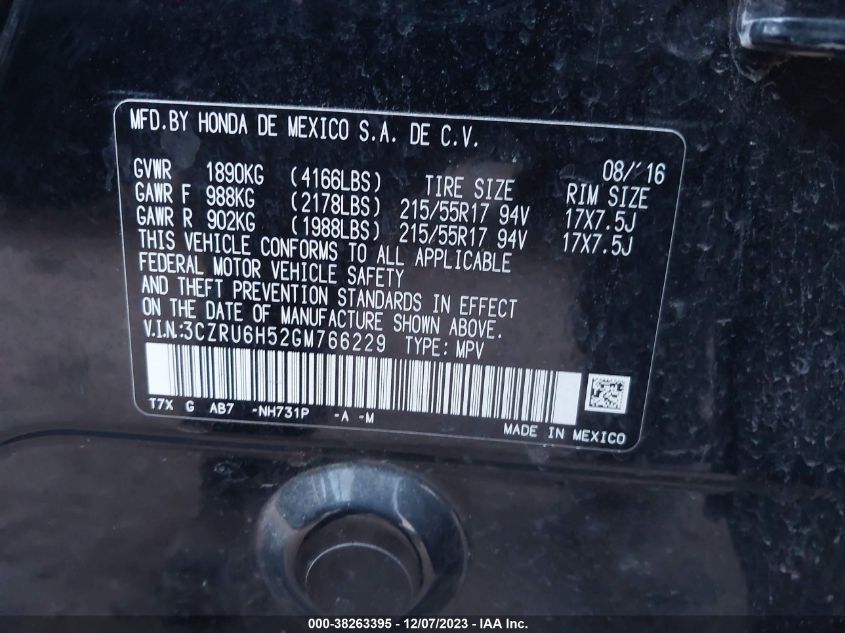 MFD.BY HONDA DE MEXICO S.A. DE C.V.
08/'16
GVWR 1890KG (4166LBS) TIRE SIZE RIM SIZE
GAWR F 988KG (2178LBS) 215/55R17 94V 17X7.5J
GAWR R 902KG (1988LBS) 215/55R17 94V 17X7.5J
THIS VEHICLE CONFORMS TO ALL APPLICABLE
FEDERAL MOTOR VEHICLE SAFETY
AND THEFT PREVENTION STANDARDS IN EFFECT
ON THE DATE OF MANUFACTURE SHOWN ABOVE.
V.I.N:3CZRU6H52GM766229 TYPE: MPV
T7X G AB7 -NH731P -A -M
MADE IN MEXICO
000-38263395 - 12/07/2023 - IAA Inc.